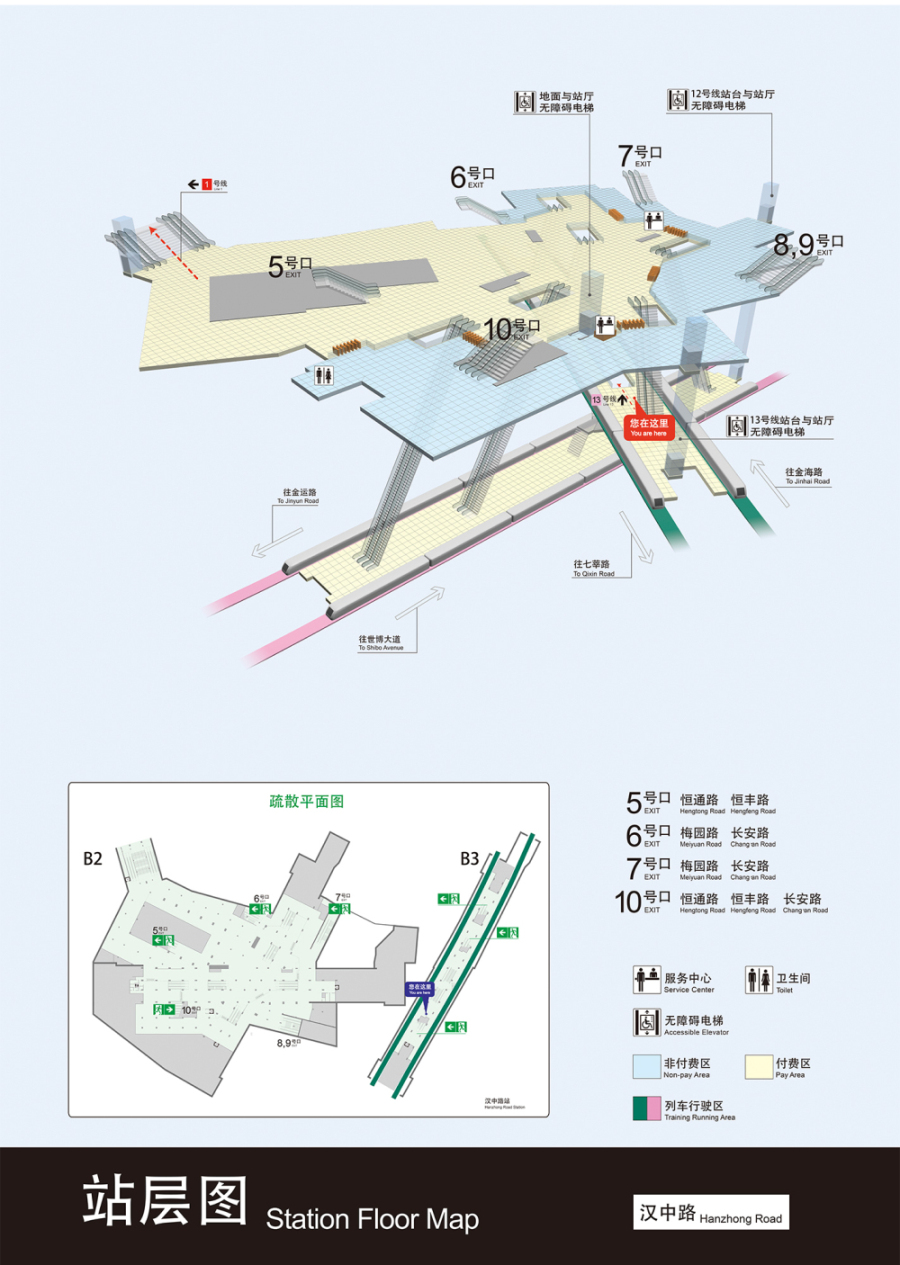 地面与站厅
无障碍电梯
12号线站台与站厅
无障碍电梯
7号口
EXIT
6号口
EXIT
1 号线
8,9号口
EXIT
5号口
EXIT
10号口
EXIT
13 号线
您在这里
You are here
13号线站台与站厅
无障碍电梯
往金海路
To Jinhai Road
往金运路
To Jinyun Road
往七莘路
To Qixin Road
往世博大道
To Shibo Avenue
疏散平面图
B2
B3
6号口
7号口
5号口
10号口
8,9号口
您在这里
You are here
汉中路站
Hanzhong Road Station
5号口 恒通路 恒丰路
EXIT Hengtong Road Hengfeng Road
6号口 梅园路 长安路
EXIT Meiyuan Road Chang'an Road
7号口 梅园路 长安路
EXIT Meiyuan Road Chang'an Road
10号口 恒通路 恒丰路 长安路
EXIT Hengtong Road Hengfeng Road Chang'an Road
服务中心
Service Center
卫生间
Toilet
无障碍电梯
Accessible Elevator
非付费区
Non-pay Area
付费区
Pay Area
列车行驶区
Training Running Area
站层图 Station Floor Map
汉中路 Hanzhong Road